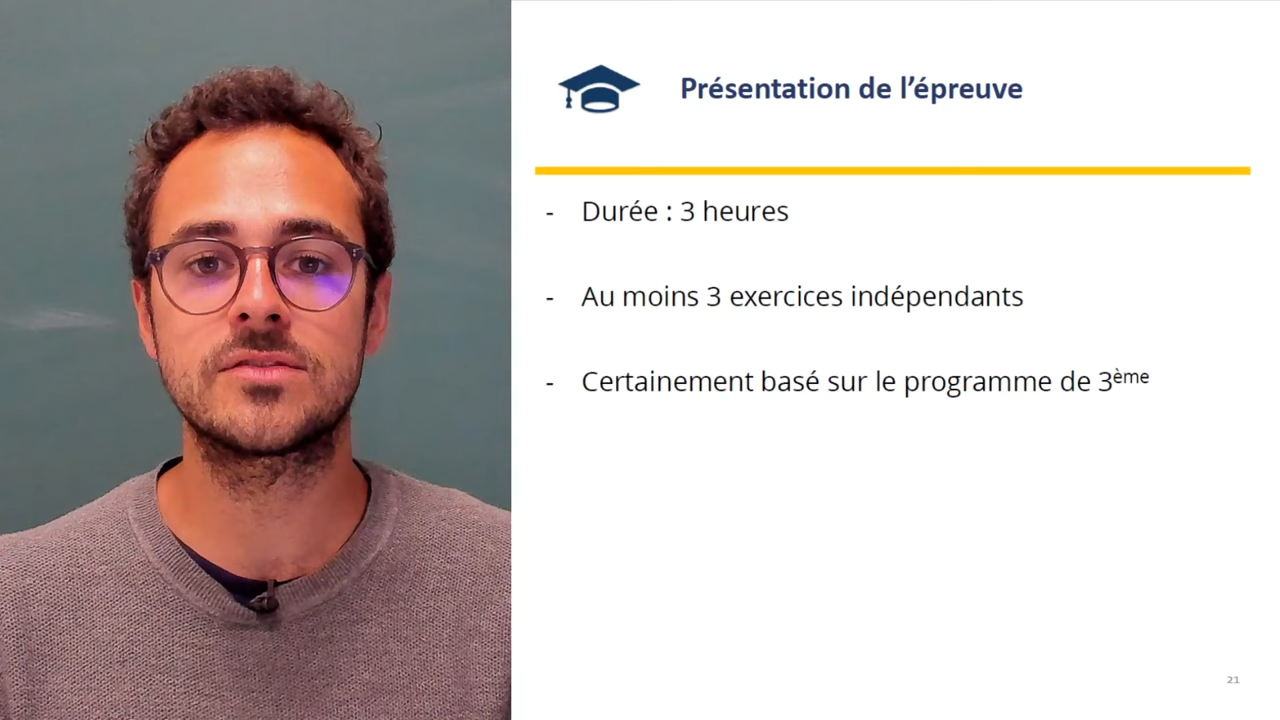 Présentation de l’épreuve
- Durée : 3 heures
- Au moins 3 exercices indépendants
- Certainement basé sur le programme de 3ème
21